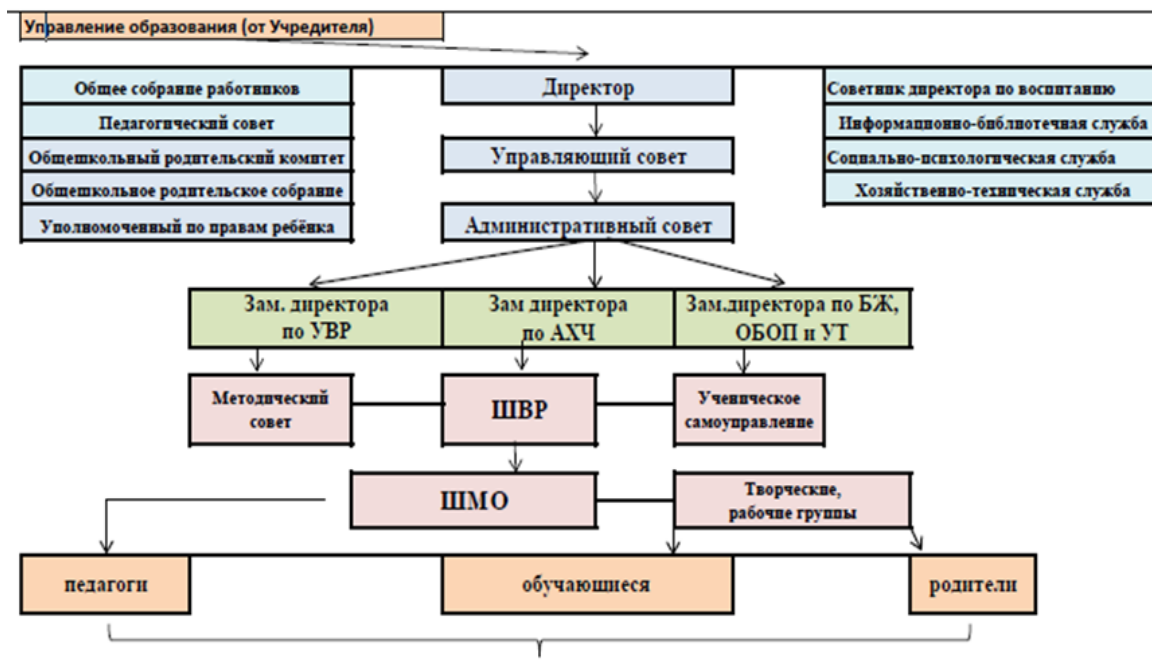 Управление образования (от Учредителя)
Общее собрание работников
Директор
Советник директора по воспитанию
Педагогический совет
Информационно-библиотечная служба
Общешкольный родительский комитет
Управляющий совет
Социально-психологическая служба
Общешкольное родительское собрание
Хозяйственно-техническая служба
Уполномоченный по правам ребёнка
Административный совет
Зам. директора
по УВР
Зам директора
по АХЧ
Зам.директора по БЖ,
ОБОП и УТ
Методический
совет
ШВР
Ученическое
самоуправление
ШМО
Творческие,
рабочие группы
педагоги
обучающиеся
родители